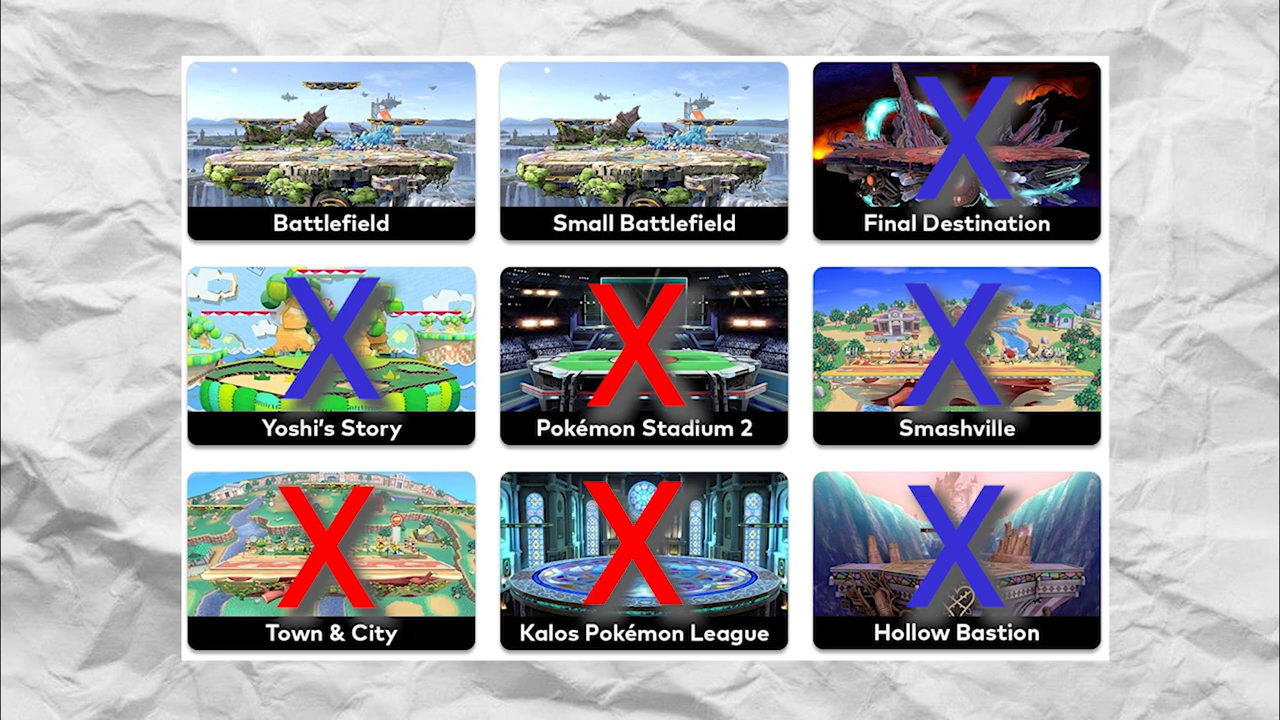 Battlefield
Small Battlefield
Final Destination
Yoshi's Story
Pokémon Stadium 2
Smashville
Town & City
Kalos Pokémon League
Hollow Bastion